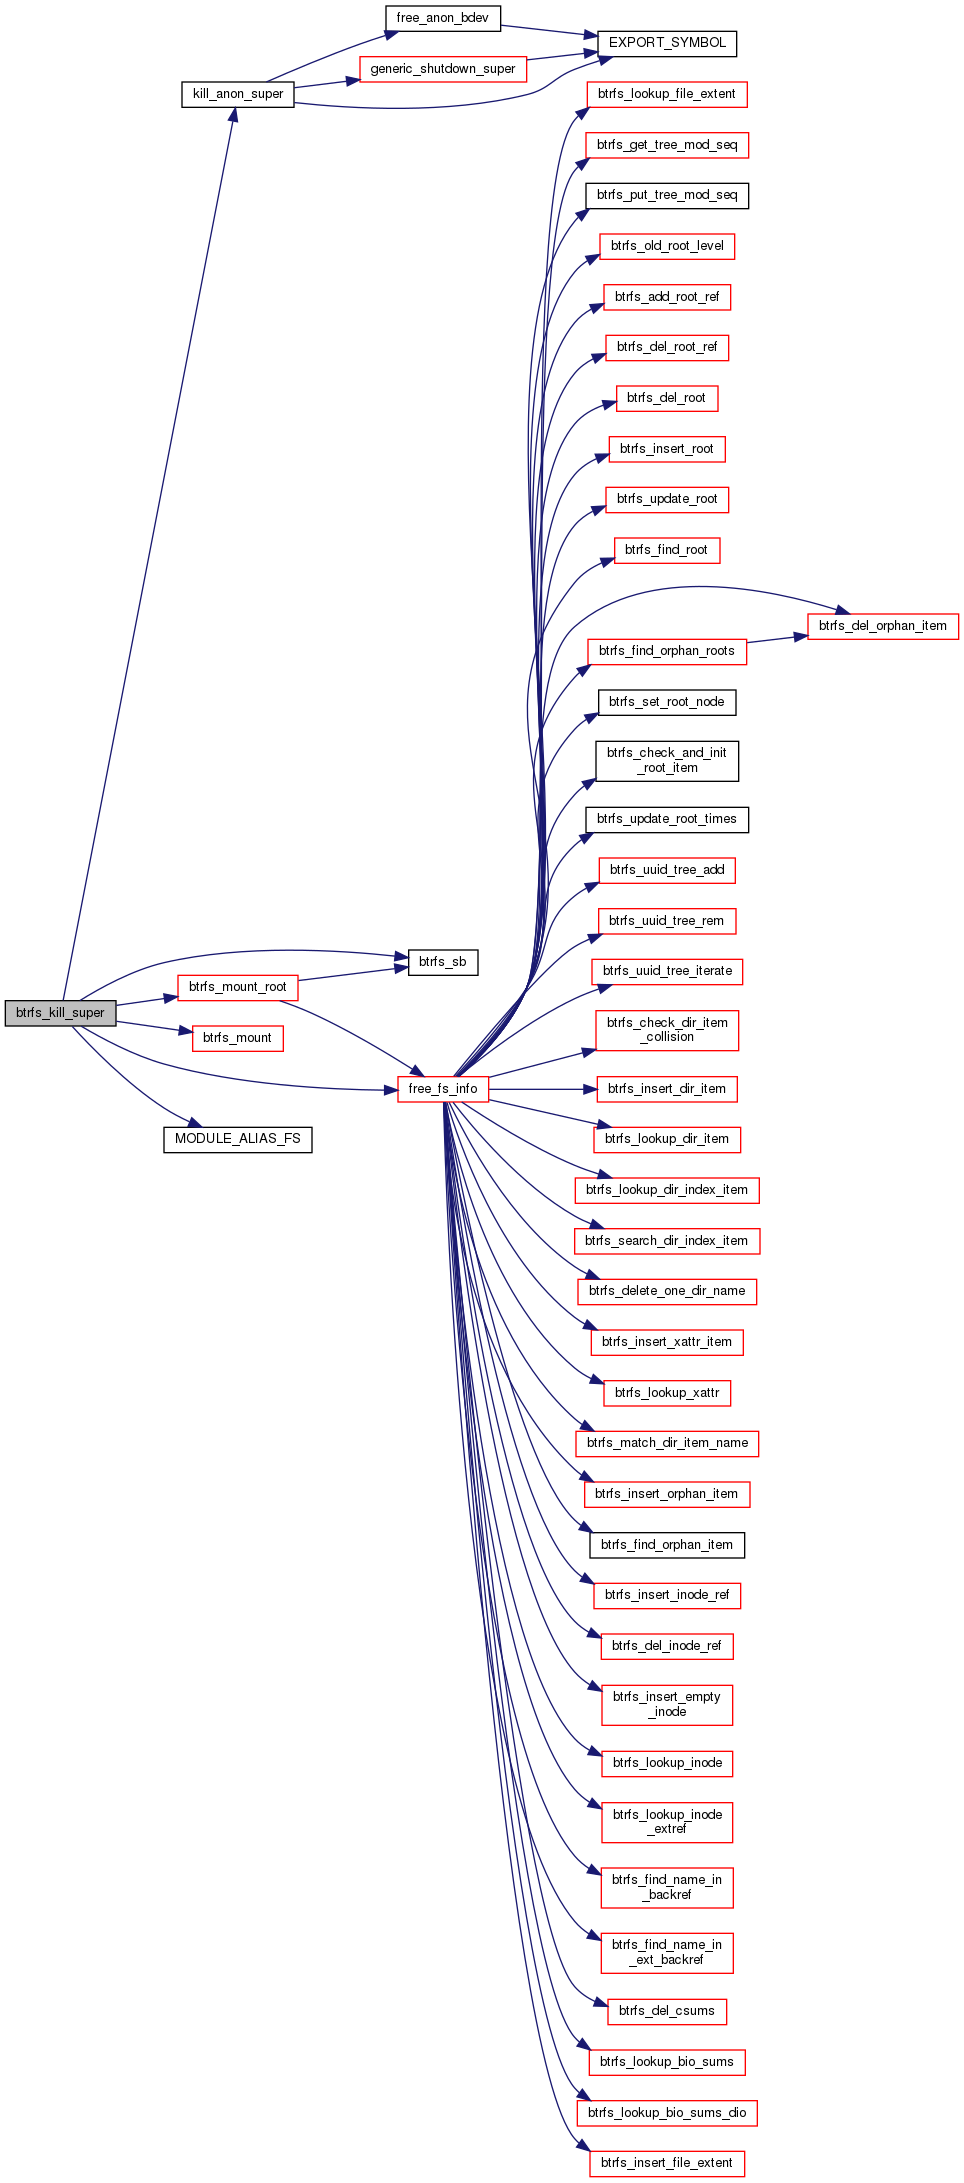 free_anon_bdev
EXPORT_SYMBOL
generic_shutdown_super
kill_anon_super
btrfs_lookup_file_extent
btrfs_get_tree_mod_seq
btrfs_put_tree_mod_seq
btrfs_old_root_level
btrfs_add_root_ref
btrfs_del_root_ref
btrfs_del_root
btrfs_insert_root
btrfs_update_root
btrfs_find_root
btrfs_del_orphan_item
btrfs_find_orphan_roots
btrfs_set_root_node
btrfs_check_and_init
_root_item
btrfs_update_root_times
btrfs_uuid_tree_add
btrfs_uuid_tree_rem
btrfs_sb
btrfs_uuid_tree_iterate
btrfs_mount_root
btrfs_kill_super
btrfs_check_dir_item
_collision
btrfs_mount
free_fs_info
btrfs_insert_dir_item
MODULE_ALIAS_FS
btrfs_lookup_dir_item
btrfs_lookup_dir_index_item
btrfs_search_dir_index_item
btrfs_delete_one_dir_name
btrfs_insert_xattr_item
btrfs_lookup_xattr
btrfs_match_dir_item_name
btrfs_insert_orphan_item
btrfs_find_orphan_item
btrfs_insert_inode_ref
btrfs_del_inode_ref
btrfs_insert_empty
_inode
btrfs_lookup_inode
btrfs_lookup_inode
_extref
btrfs_find_name_in
_backref
btrfs_find_name_in
_ext_backref
btrfs_del_csums
btrfs_lookup_bio_sums
btrfs_lookup_bio_sums_dio
btrfs_insert_file_extent